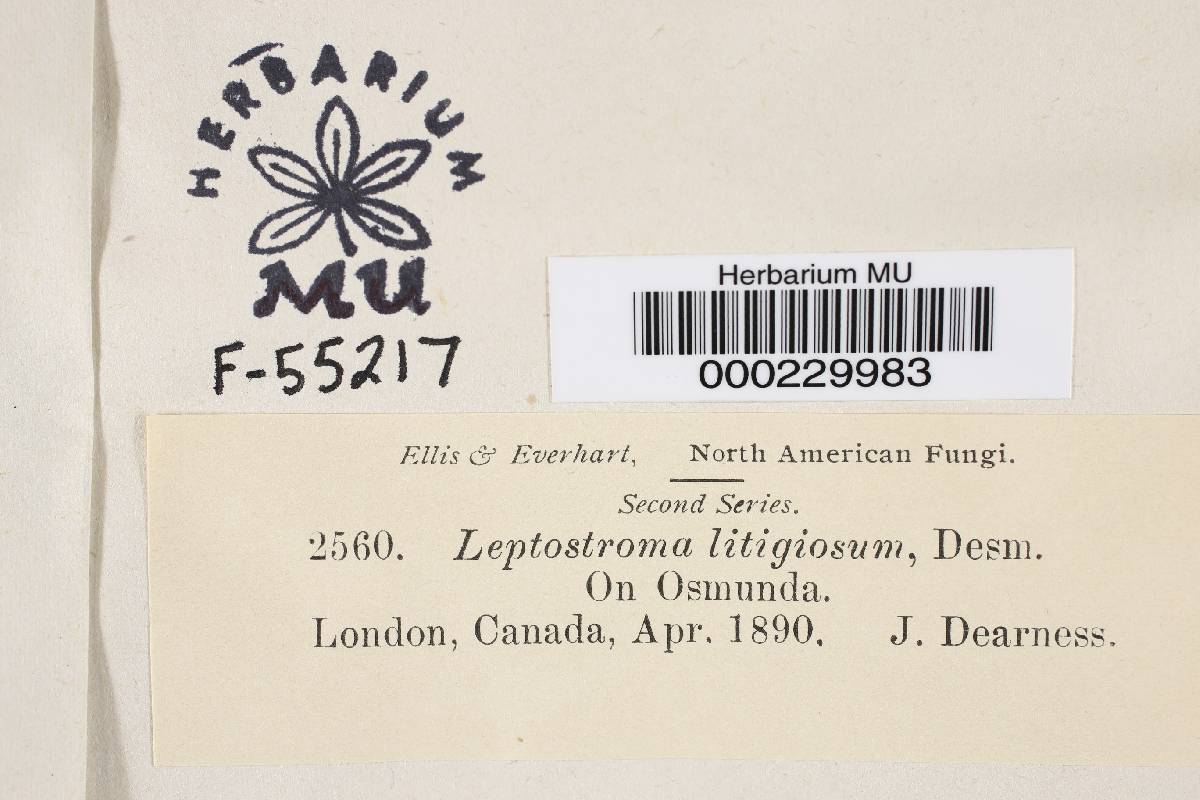 HERBARIUM
MU
F-55217
Herbarium MU
000229983
Ellis & Everhart, North American Fungi.
Second Series.
2560. Leptostroma litigiosum, Desm.
On Osmunda.
London, Canada, Apr. 1890. J. Dearness.